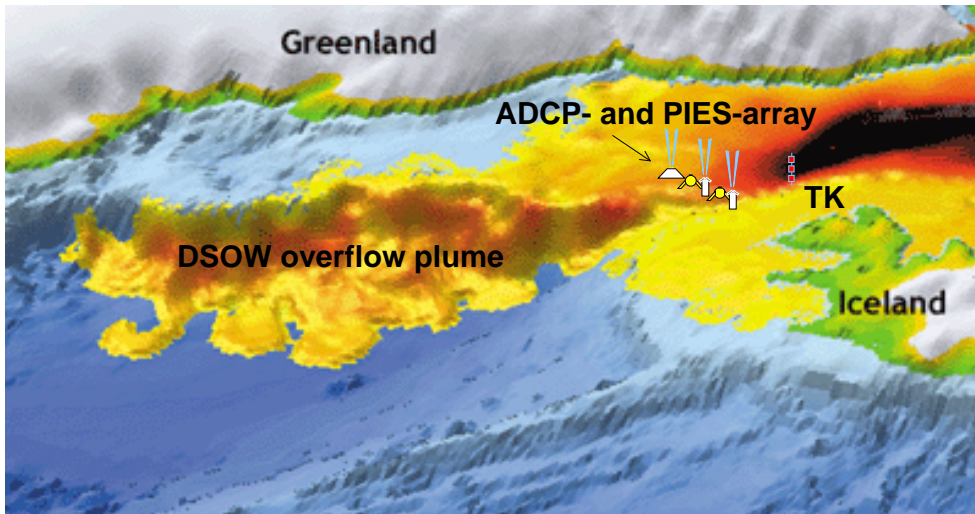 Greenland
ADCP- and PIES-array
TK
DSOW overflow plume
Iceland